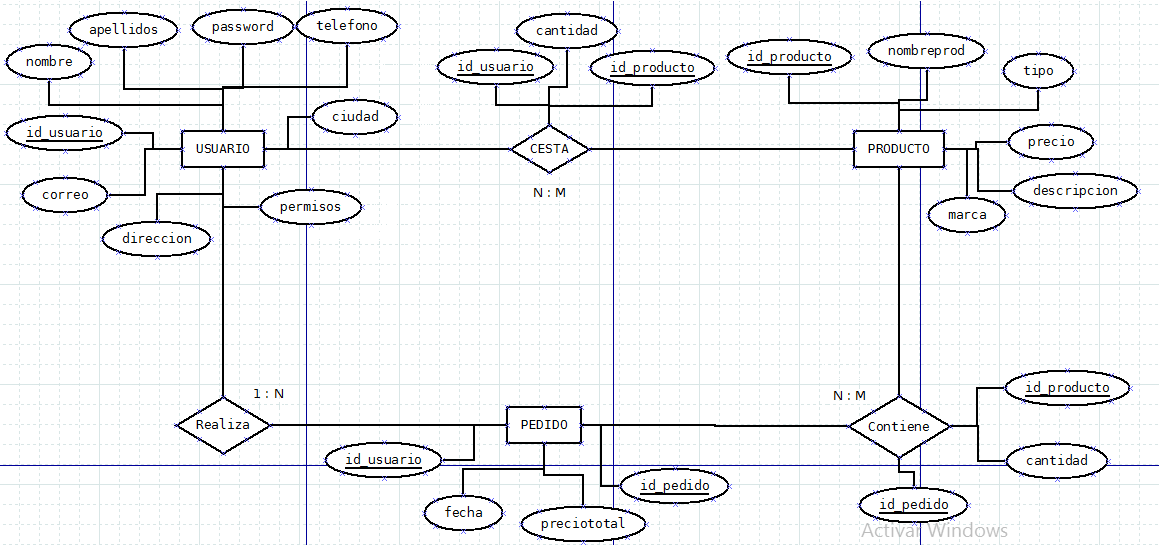 apellidos
password
telefono
nombre
id_usuario
cantidad
id_producto
id_producto
nombreprod
tipo
id_usuario
ciudad
USUARIO
CESTA
PRODUCTO
precio
N:M
correo
permisos
direccion
descripcion
marca
1:N
N:M
id_producto
Realiza
PEDIDO
Contiene
id_usuario
cantidad
id_pedido
fecha
preciototal
id_pedido
Activar Windows